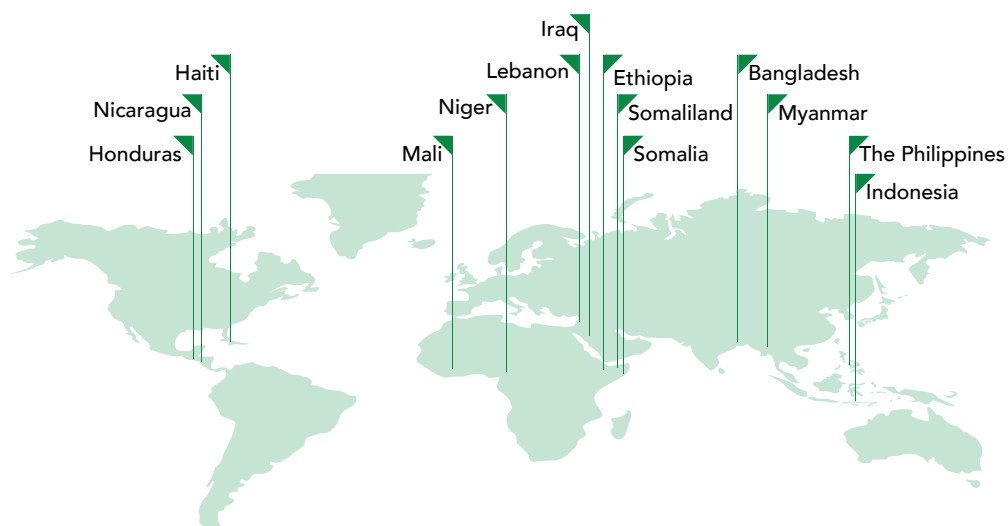 Iraq
Haiti
Lebanon
Ethiopia
Bangladesh
Nicaragua
Niger
Somaliland
Myanmar
Honduras
Mali
Somalia
The Philippines
Indonesia